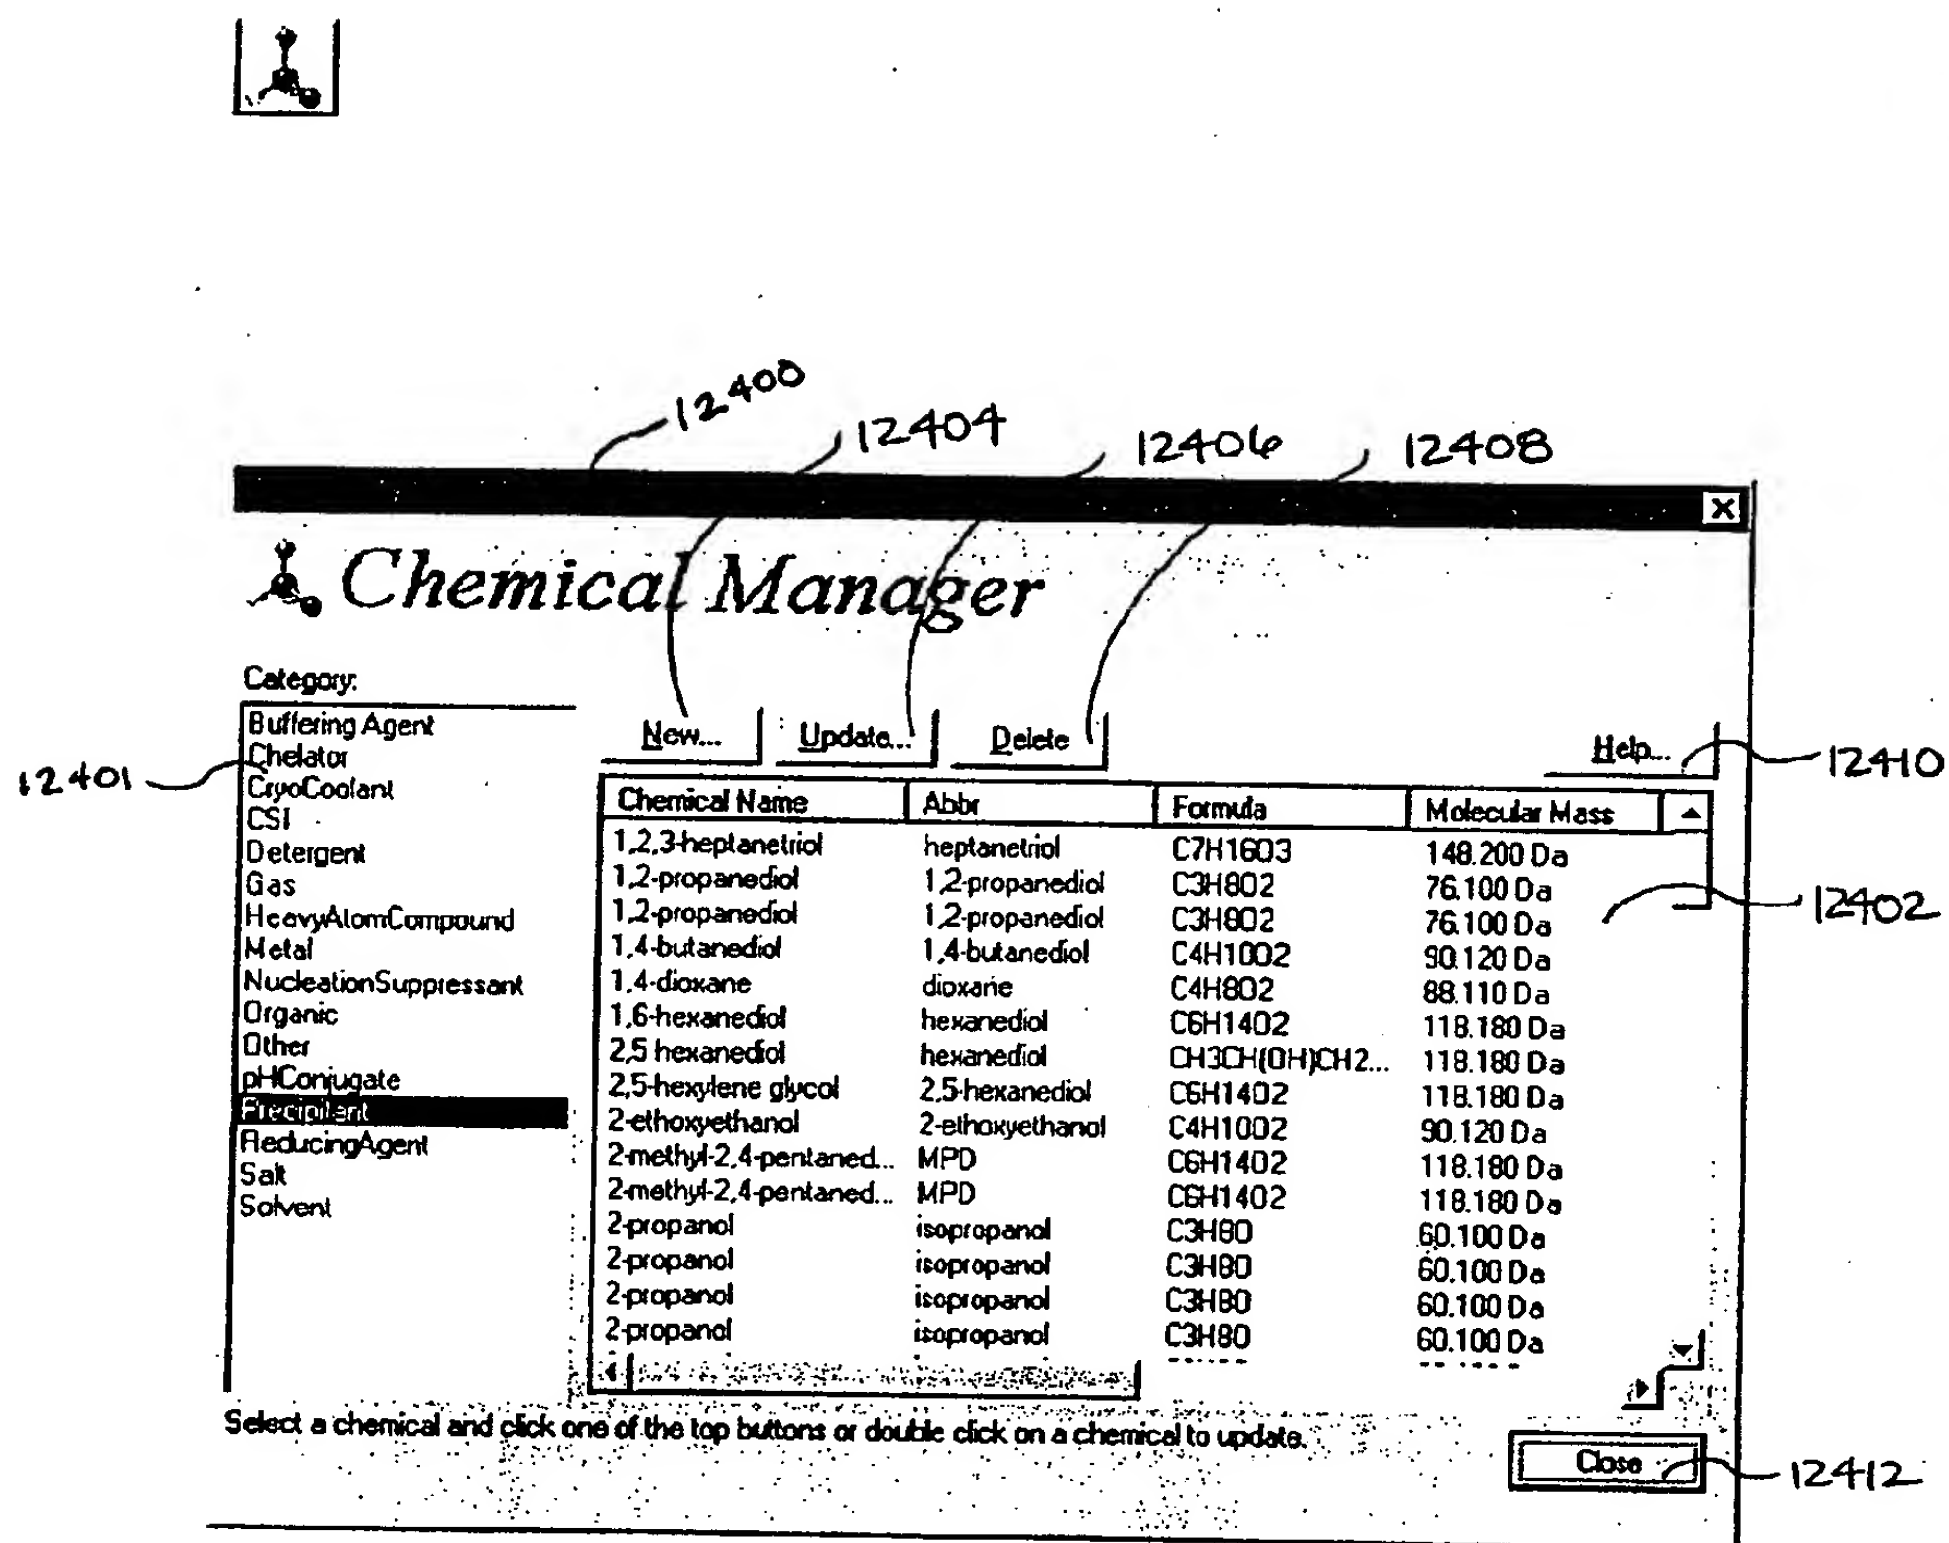 12400
12404
12406
12408
Chemical Manager
Category:
Buffering Agent
Chelator
CryoCoolant
CSI
Detergent
Gas
HeavyAtomCompound
Metal
NucleationSuppressant
Organic
Other
pHConjugate
Precipitant
ReducingAgent
Salt
Solvent
12401
New... Update... Delete Help... 12410
Chemical Name Abbr Formula Molecular Mass
1,2,3-heptanetriol heptanetriol C7H16O3 148.200 Da
1,2-propanediol 1,2-propanediol C3H8O2 76.100 Da
1,2-propanediol 1,2-propanediol C3H8O2 76.100 Da
12402
1,4-butanediol 1,4-butanediol C4H10O2 90.120 Da
1,4-dioxane dioxane C4H8O2 88.110 Da
1,6-hexanediol hexanediol C6H14O2 118.180 Da
2,5 hexanediol hexanediol CH3CH(OH)CH2... 118.180 Da
2,5-hexylene glycol 2,5-hexanediol C6H14O2 118.180 Da
2-ethoxyethanol 2-ethoxyethanol C4H10O2 90.120 Da
2-methyl-2,4-pentaned... MPD C6H14O2 118.180 Da
2-methyl-2,4-pentaned... MPD C6H14O2 118.180 Da
2-propanol isopropanol C3H8O 60.100 Da
2-propanol isopropanol C3H8O 60.100 Da
2-propanol isopropanol C3H8O 60.100 Da
2-propanol isopropanol C3H8O 60.100 Da
Select a chemical and click one of the top buttons or double click on a chemical to update.
Close 12412